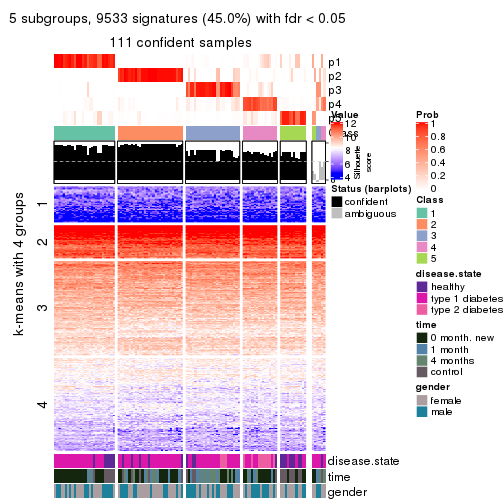 5 subgroups, 9533 signatures (45.0%) with fdr < 0.05
111 confident samples
p1
p2
p3
p4
Class
k-means with 4 groups
1
2
3
4
disease.state
time
gender
Value
12
10
8
6
4
Silhouette
score
Status (barplots)
confident
ambiguous
Prob
1
0.8
0.6
0.4
0.2
0
Class
1
2
3
4
5
disease.state
healthy
type 1 diabetes
type 2 diabetes
time
0 month. new
1 month
4 months
control
gender
female
male